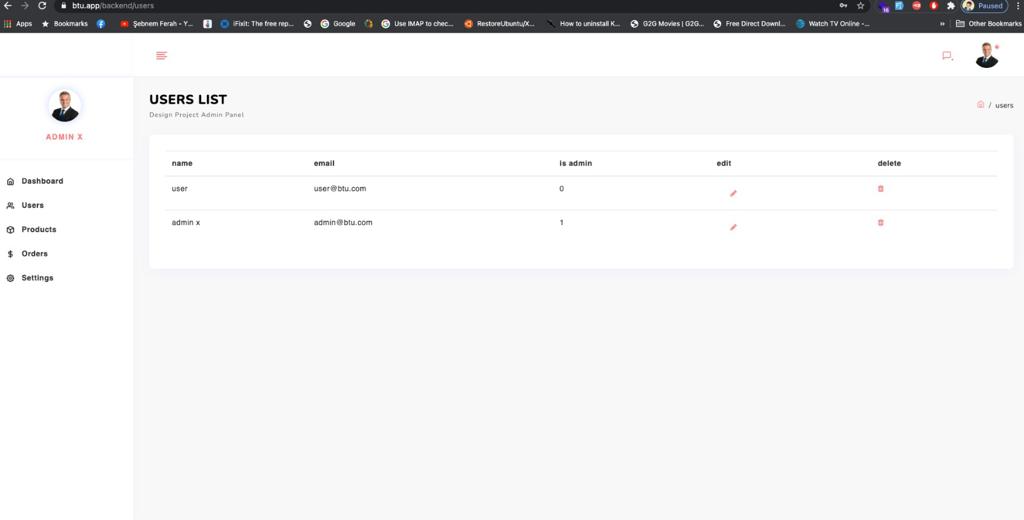 btu.app/backend/users
Paused
Apps
Bookmarks
Şebnem Ferah - Y...
iFixit: The free rep...
Google
Use IMAP to chec...
RestoreUbuntu/X...
How to uninstall K...
G2G Movies | G2G...
Free Direct Downl...
Watch TV Online -...
»
Other Bookmarks
16
ADMIN X
Dashboard
Users
Products
Orders
Settings
USERS LIST
Design Project Admin Panel
/ users
name email is admin edit delete
user user@btu.com 0
admin x admin@btu.com 1